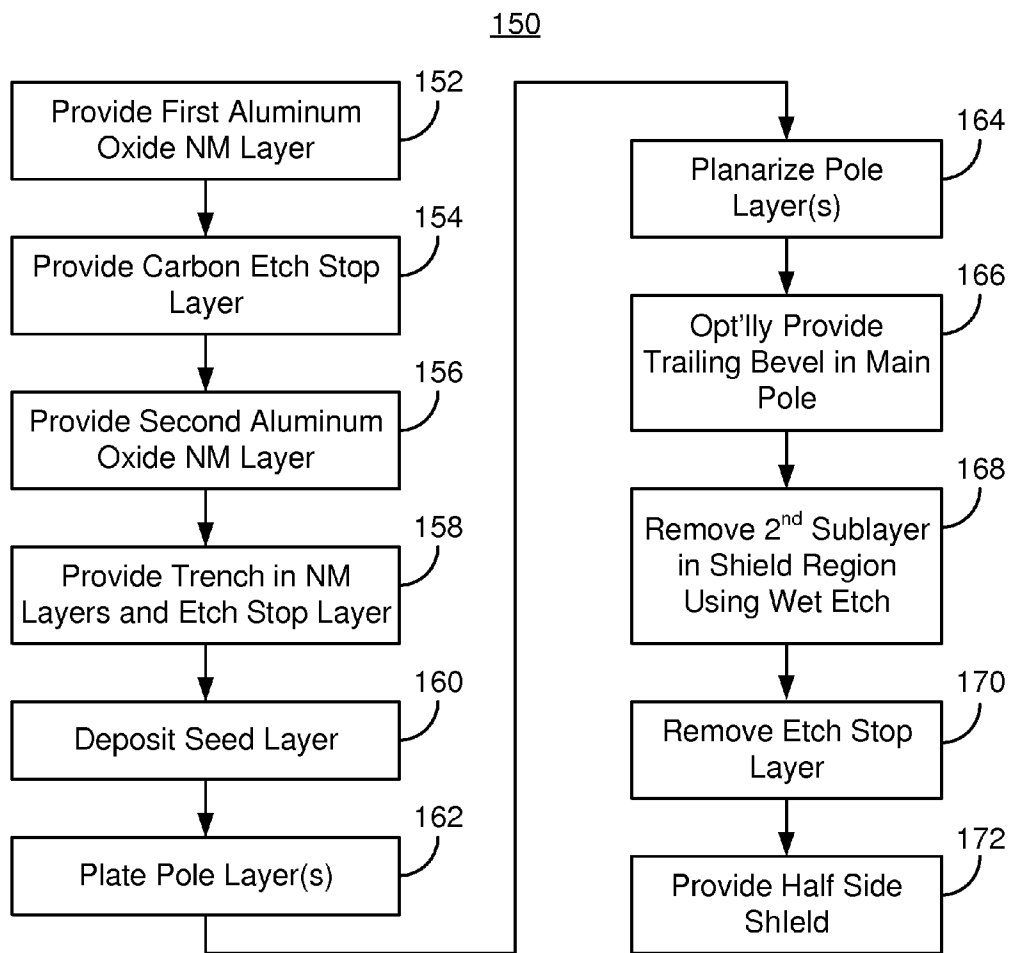 150
152
Provide First Aluminum
Oxide NM Layer
154
Provide Carbon Etch Stop
Layer
156
Provide Second Aluminum
Oxide NM Layer
158
Provide Trench in NM
Layers and Etch Stop Layer
160
Deposit Seed Layer
162
Plate Pole Layer(s)
164
Planarize Pole
Layer(s)
166
Opt'lly Provide
Trailing Bevel in Main
Pole
168
Remove 2nd Sublayer
in Shield Region
Using Wet Etch
170
Remove Etch Stop
Layer
172
Provide Half Side
Shield